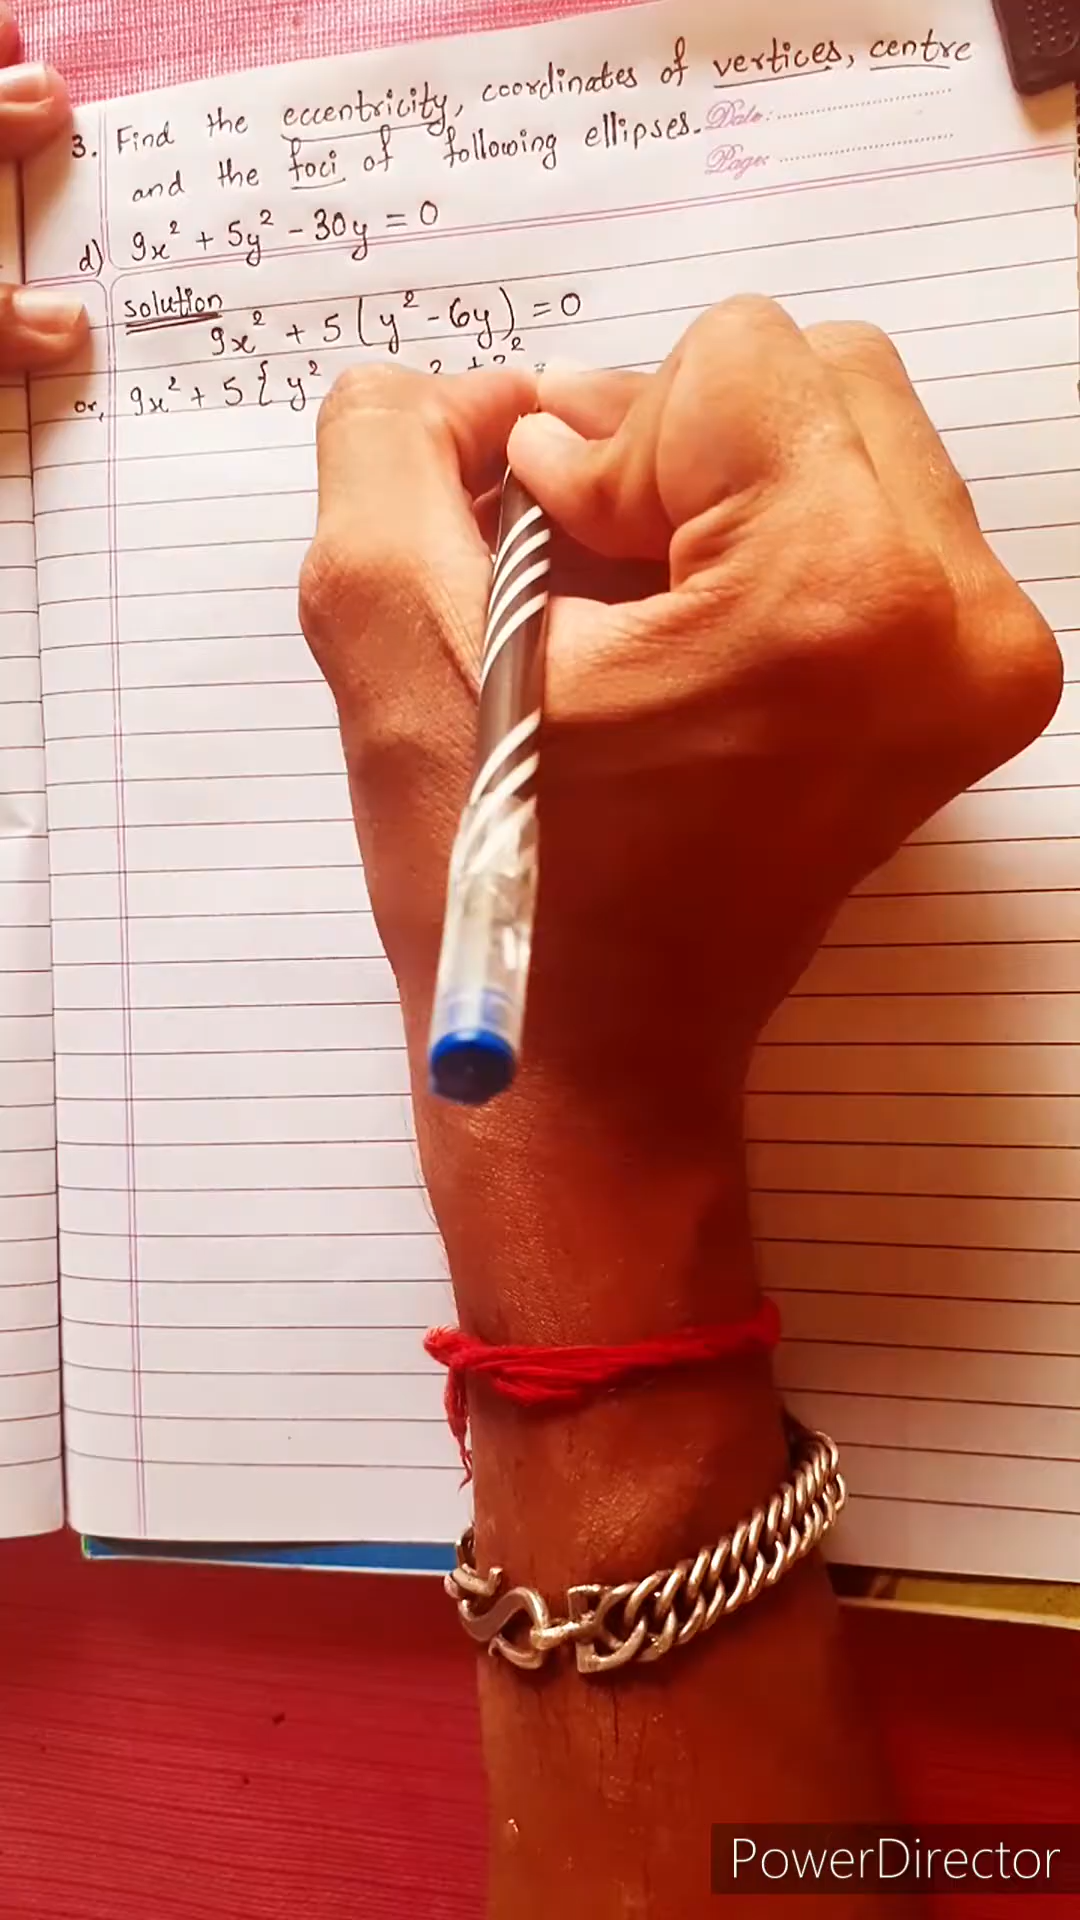 3. Find the eccentricity, coordinates of vertices, centre
and the foci of following ellipses.
Date:
Page:
d) 9x² + 5y² - 30y = 0
solution
9x² + 5(y² - 6y) = 0
or, 9x² + 5{y²
PowerDirector